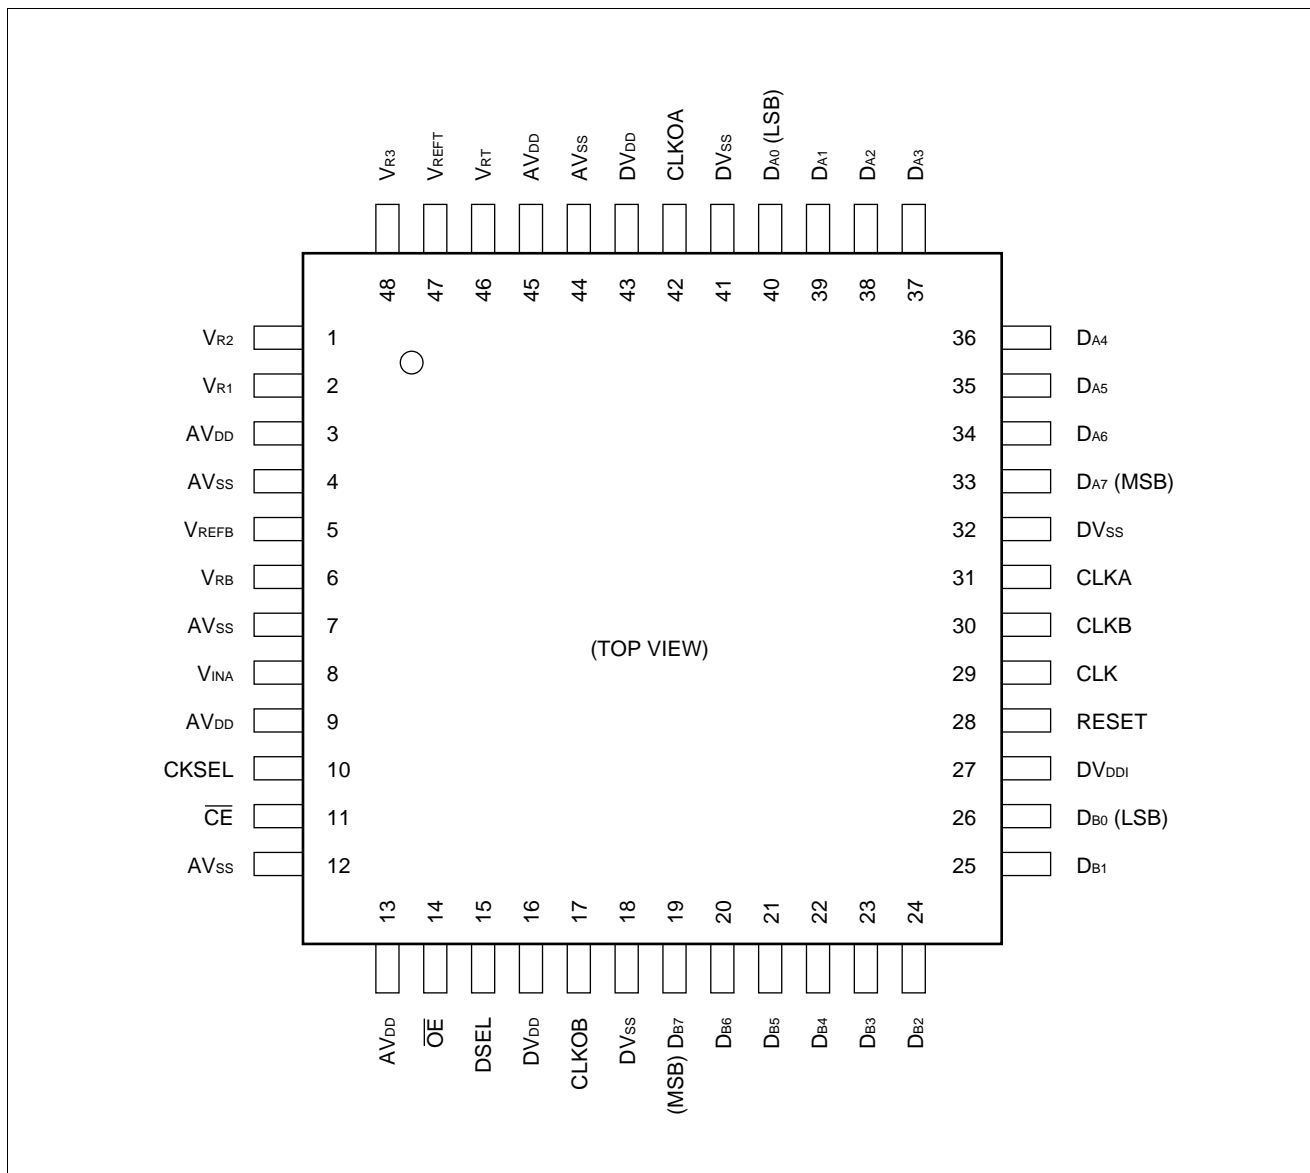 VR3 VREFT VRT AVDD AVSS DVDD CLKOA DVSS DA0 (LSB) DA1 DA2 DA3
48 47 46 45 44 43 42 41 40 39 38 37
VR2 1 36 DA4
VR1 2 35 DA5
AVDD 3 34 DA6
AVSS 4 33 DA7 (MSB)
VREFB 5 32 DVSS
VRB 6 31 CLKA
AVSS 7 30 CLKB
(TOP VIEW)
VINA 8 29 CLK
AVDD 9 28 RESET
CKSEL 10 27 DVDDI
C̅E̅ 11 26 DB0 (LSB)
AVSS 12 25 DB1
13 14 15 16 17 18 19 20 21 22 23 24
AVDD O̅E̅ DSEL DVDD CLKOB DVSS (MSB) DB7 DB6 DB5 DB4 DB3 DB2